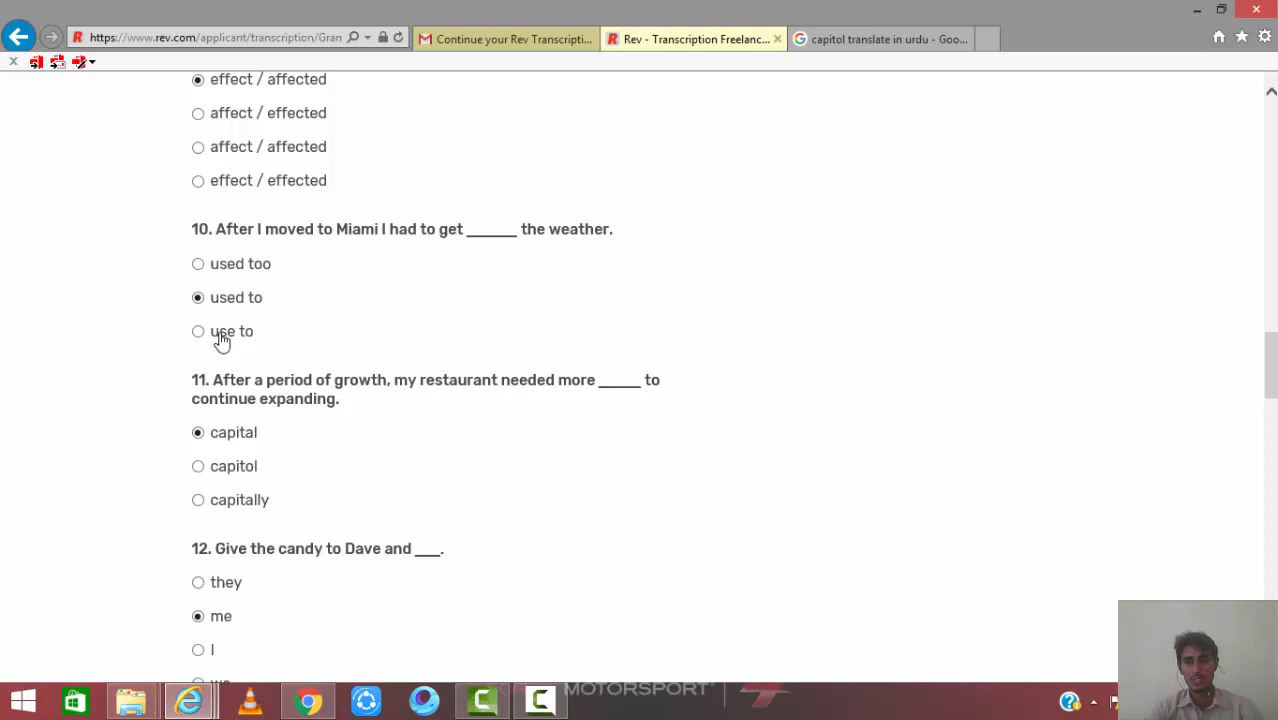 https://www.rev.com/applicant/transcription/Gran
Continue your Rev Transcripti...
Rev - Transcription Freelanc...
capitol translate in urdu - Goo...
effect / affected
affect / effected
affect / affected
effect / effected
10. After I moved to Miami I had to get ______ the weather.
used too
used to
use to
11. After a period of growth, my restaurant needed more _____ to
continue expanding.
capital
capitol
capitally
12. Give the candy to Dave and ___.
they
me
I
we
MOTORSPORT